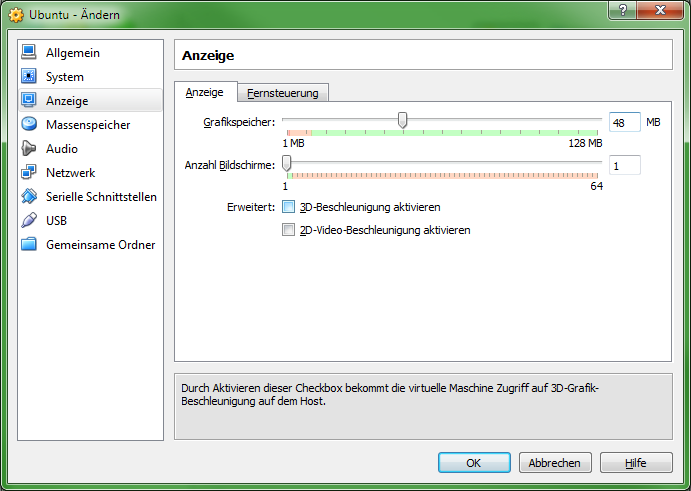 Ubuntu - Ändern
?
Allgemein
System
Anzeige
Massenspeicher
Audio
Netzwerk
Serielle Schnittstellen
USB
Gemeinsame Ordner
Anzeige
Anzeige Fernsteuerung
Grafikspeicher: 48 MB
1 MB 128 MB
Anzahl Bildschirme: 1
1 64
Erweitert: 3D-Beschleunigung aktivieren
2D-Video-Beschleunigung aktivieren
Durch Aktivieren dieser Checkbox bekommt die virtuelle Maschine Zugriff auf 3D-Grafik-
Beschleunigung auf dem Host.
OK Abbrechen Hilfe